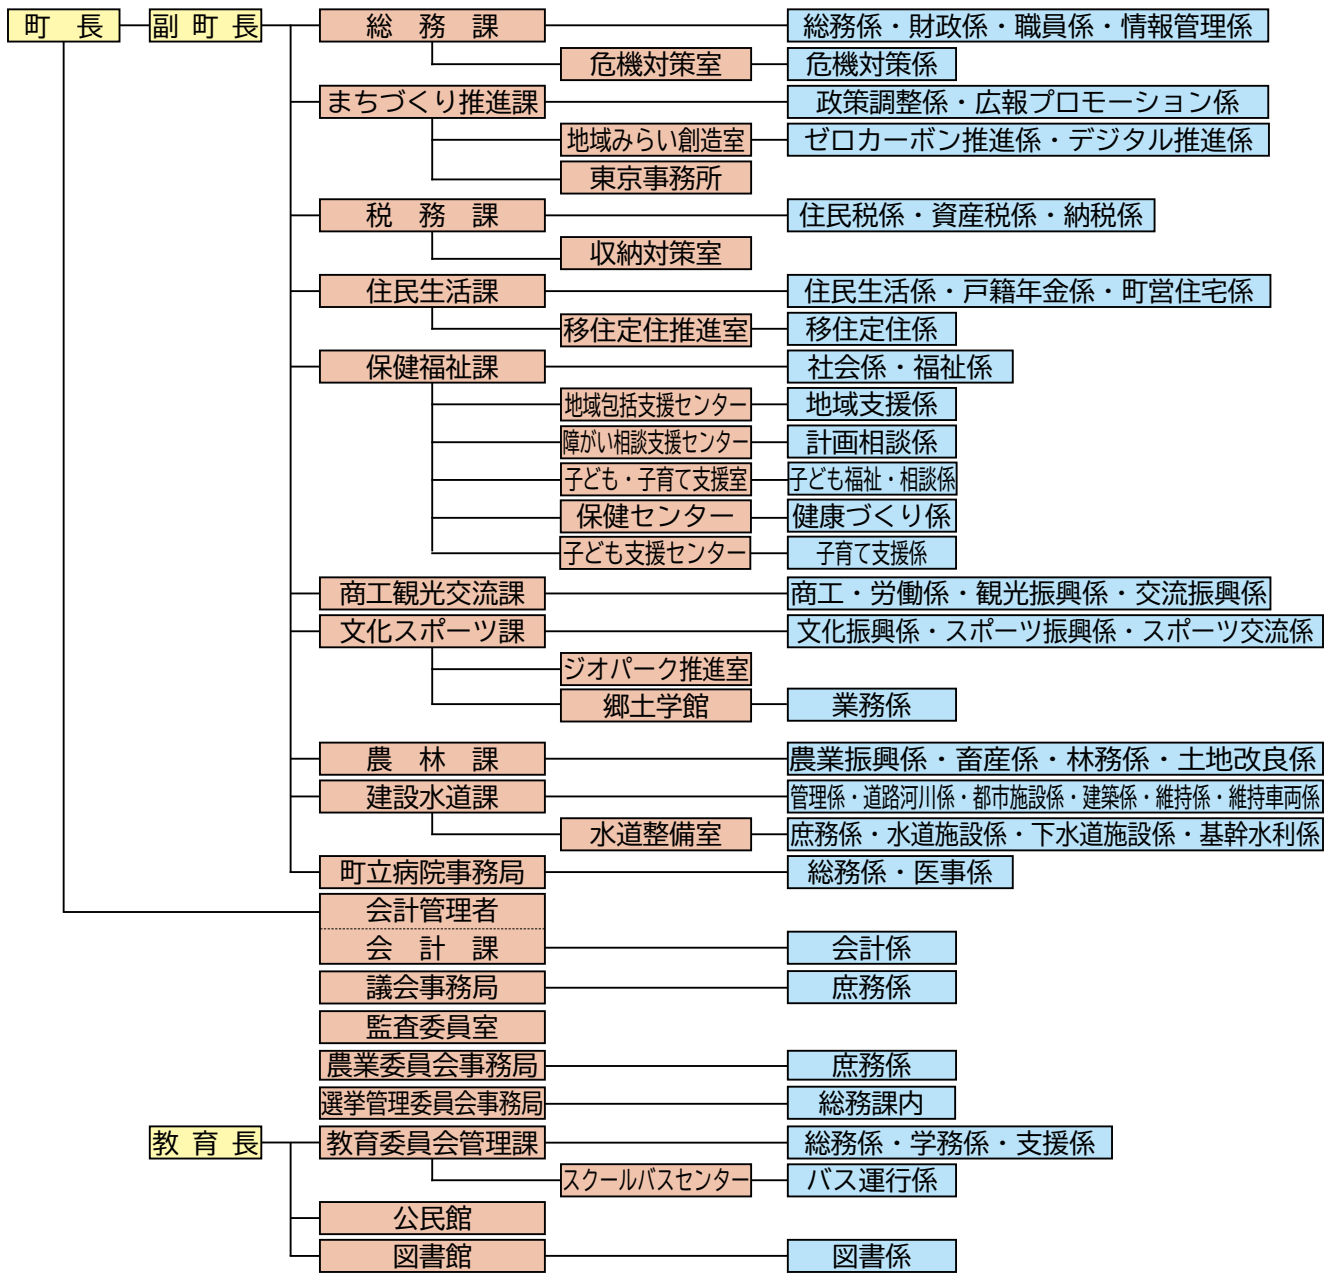 町　長
副 町 長
総　務　課
総務係・財政係・職員係・情報管理係
危機対策室
危機対策係
まちづくり推進課
政策調整係・広報プロモーション係
地域みらい創造室
ゼロカーボン推進係・デジタル推進係
東京事務所
税　務　課
住民税係・資産税係・納税係
収納対策室
住民生活課
住民生活係・戸籍年金係・町営住宅係
移住定住推進室
移住定住係
保健福祉課
社会係・福祉係
地域包括支援センター
地域支援係
障がい相談支援センター
計画相談係
子ども・子育て支援室
子ども福祉・相談係
保健センター
健康づくり係
子ども支援センター
子育て支援係
商工観光交流課
商工・労働係・観光振興係・交流振興係
文化スポーツ課
文化振興係・スポーツ振興係・スポーツ交流係
ジオパーク推進室
郷土学館
業務係
農　林　課
農業振興係・畜産係・林務係・土地改良係
建設水道課
管理係・道路河川係・都市施設係・建築係・維持係・維持車両係
水道整備室
庶務係・水道施設係・下水道施設係・基幹水利係
町立病院事務局
総務係・医事係
会計管理者
会　計　課
会計係
議会事務局
庶務係
監査委員室
農業委員会事務局
庶務係
選挙管理委員会事務局
総務課内
教 育 長
教育委員会管理課
総務係・学務係・支援係
スクールバスセンター
バス運行係
公民館
図書館
図書係